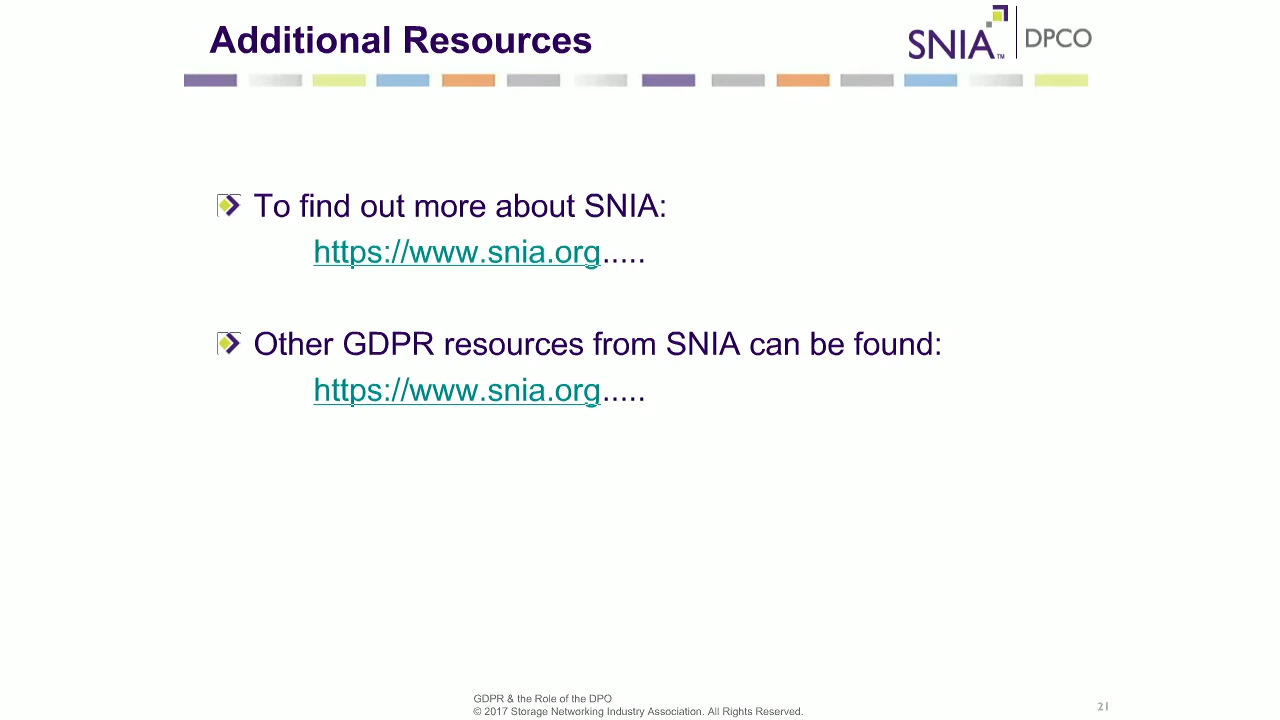 Additional Resources
SNIA™ DPCO
To find out more about SNIA:
https://www.snia.org.....
Other GDPR resources from SNIA can be found:
https://www.snia.org.....
GDPR & the Role of the DPO
© 2017 Storage Networking Industry Association. All Rights Reserved.
21